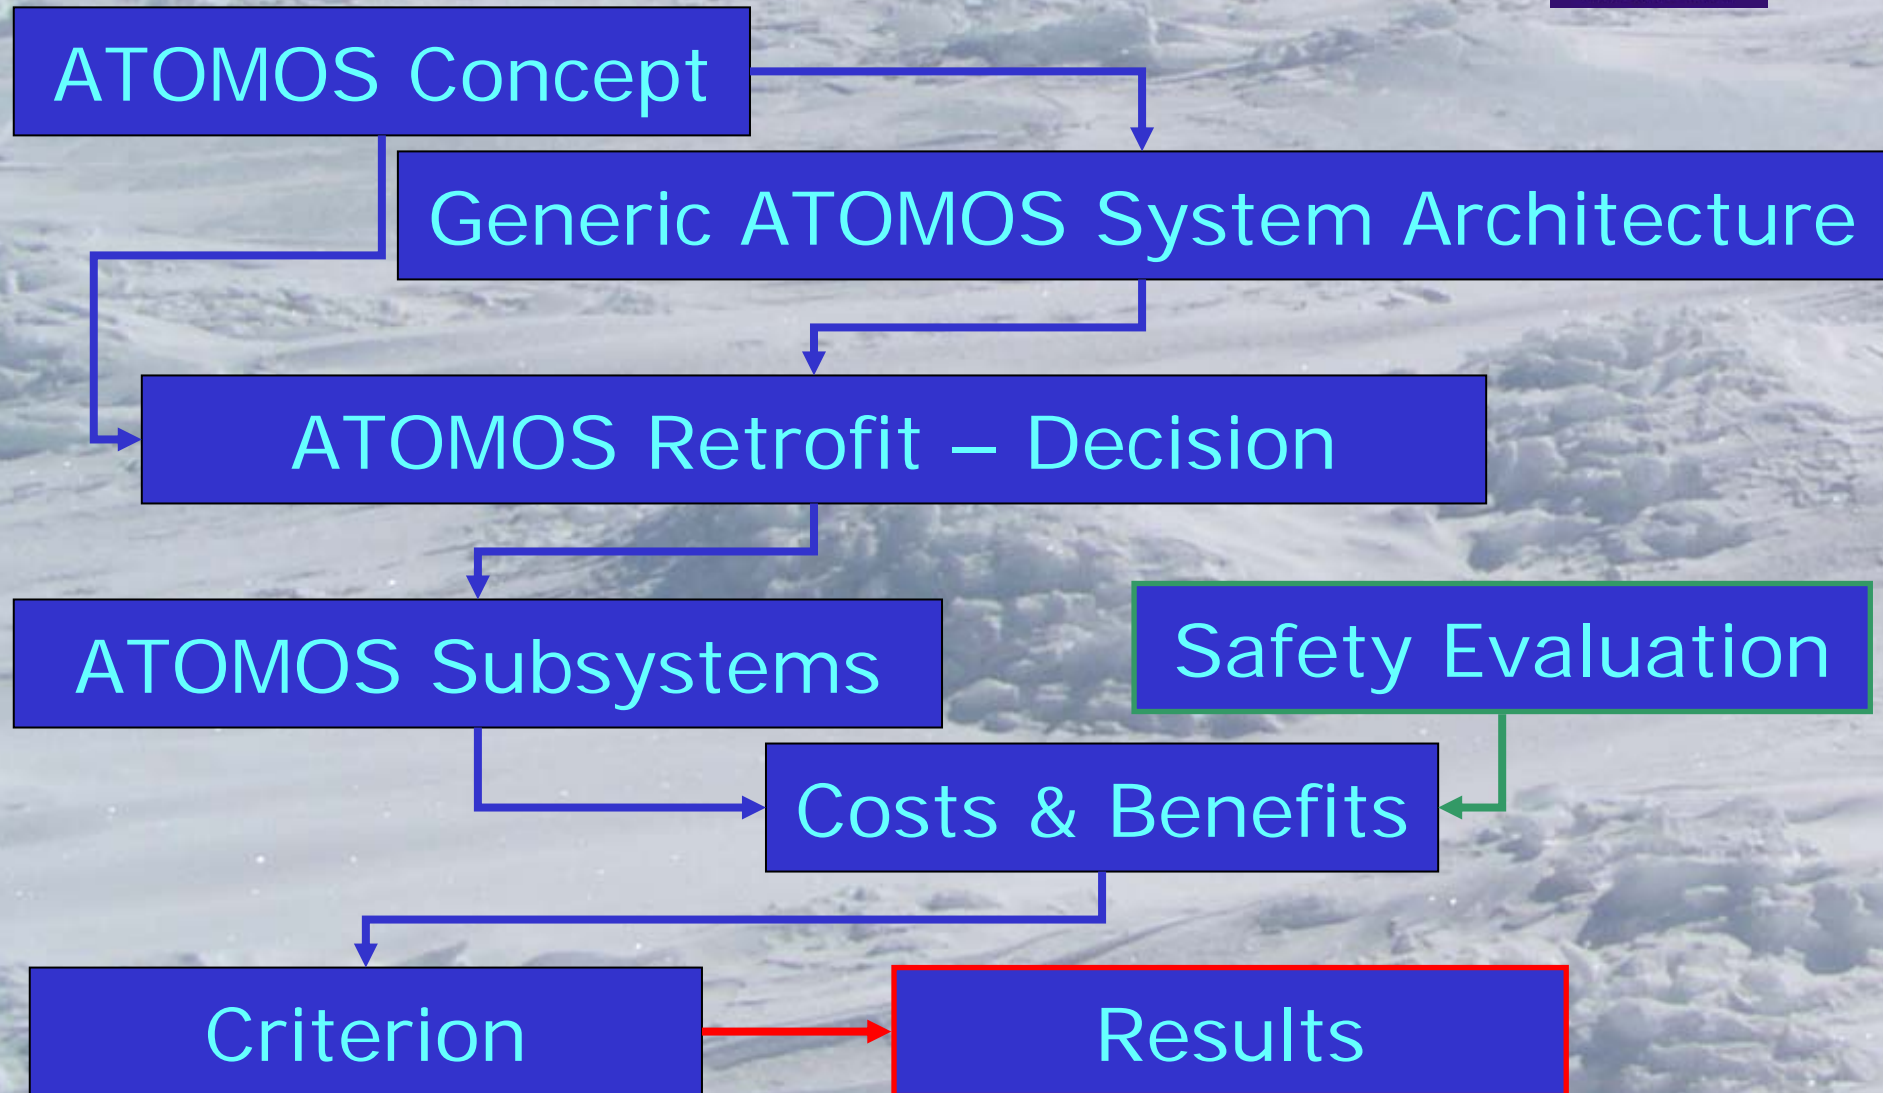 ATOMOS Concept
Generic ATOMOS System Architecture
ATOMOS Retrofit – Decision
ATOMOS Subsystems
Safety Evaluation
Costs & Benefits
Criterion
Results